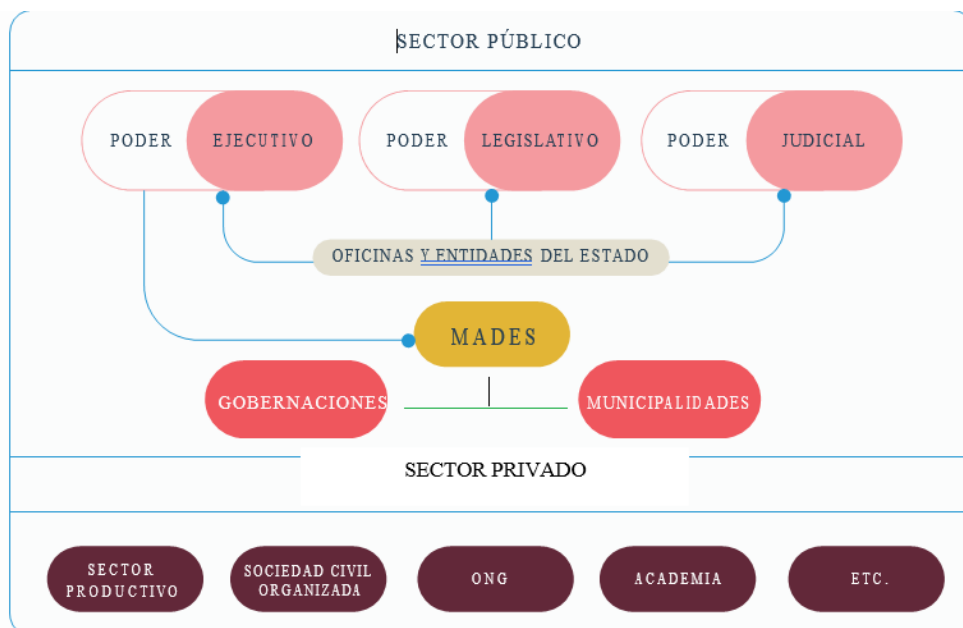 SECTOR PÚBLICO
PODER EJECUTIVO
PODER LEGISLATIVO
PODER JUDICIAL
OFICINAS Y ENTIDADES DEL ESTADO
MADES
GOBERNACIONES
MUNICIPALIDADES
SECTOR PRIVADO
SECTOR
PRODUCTIVO
SOCIEDAD CIVIL
ORGANIZADA
ONG
ACADEMIA
ETC.